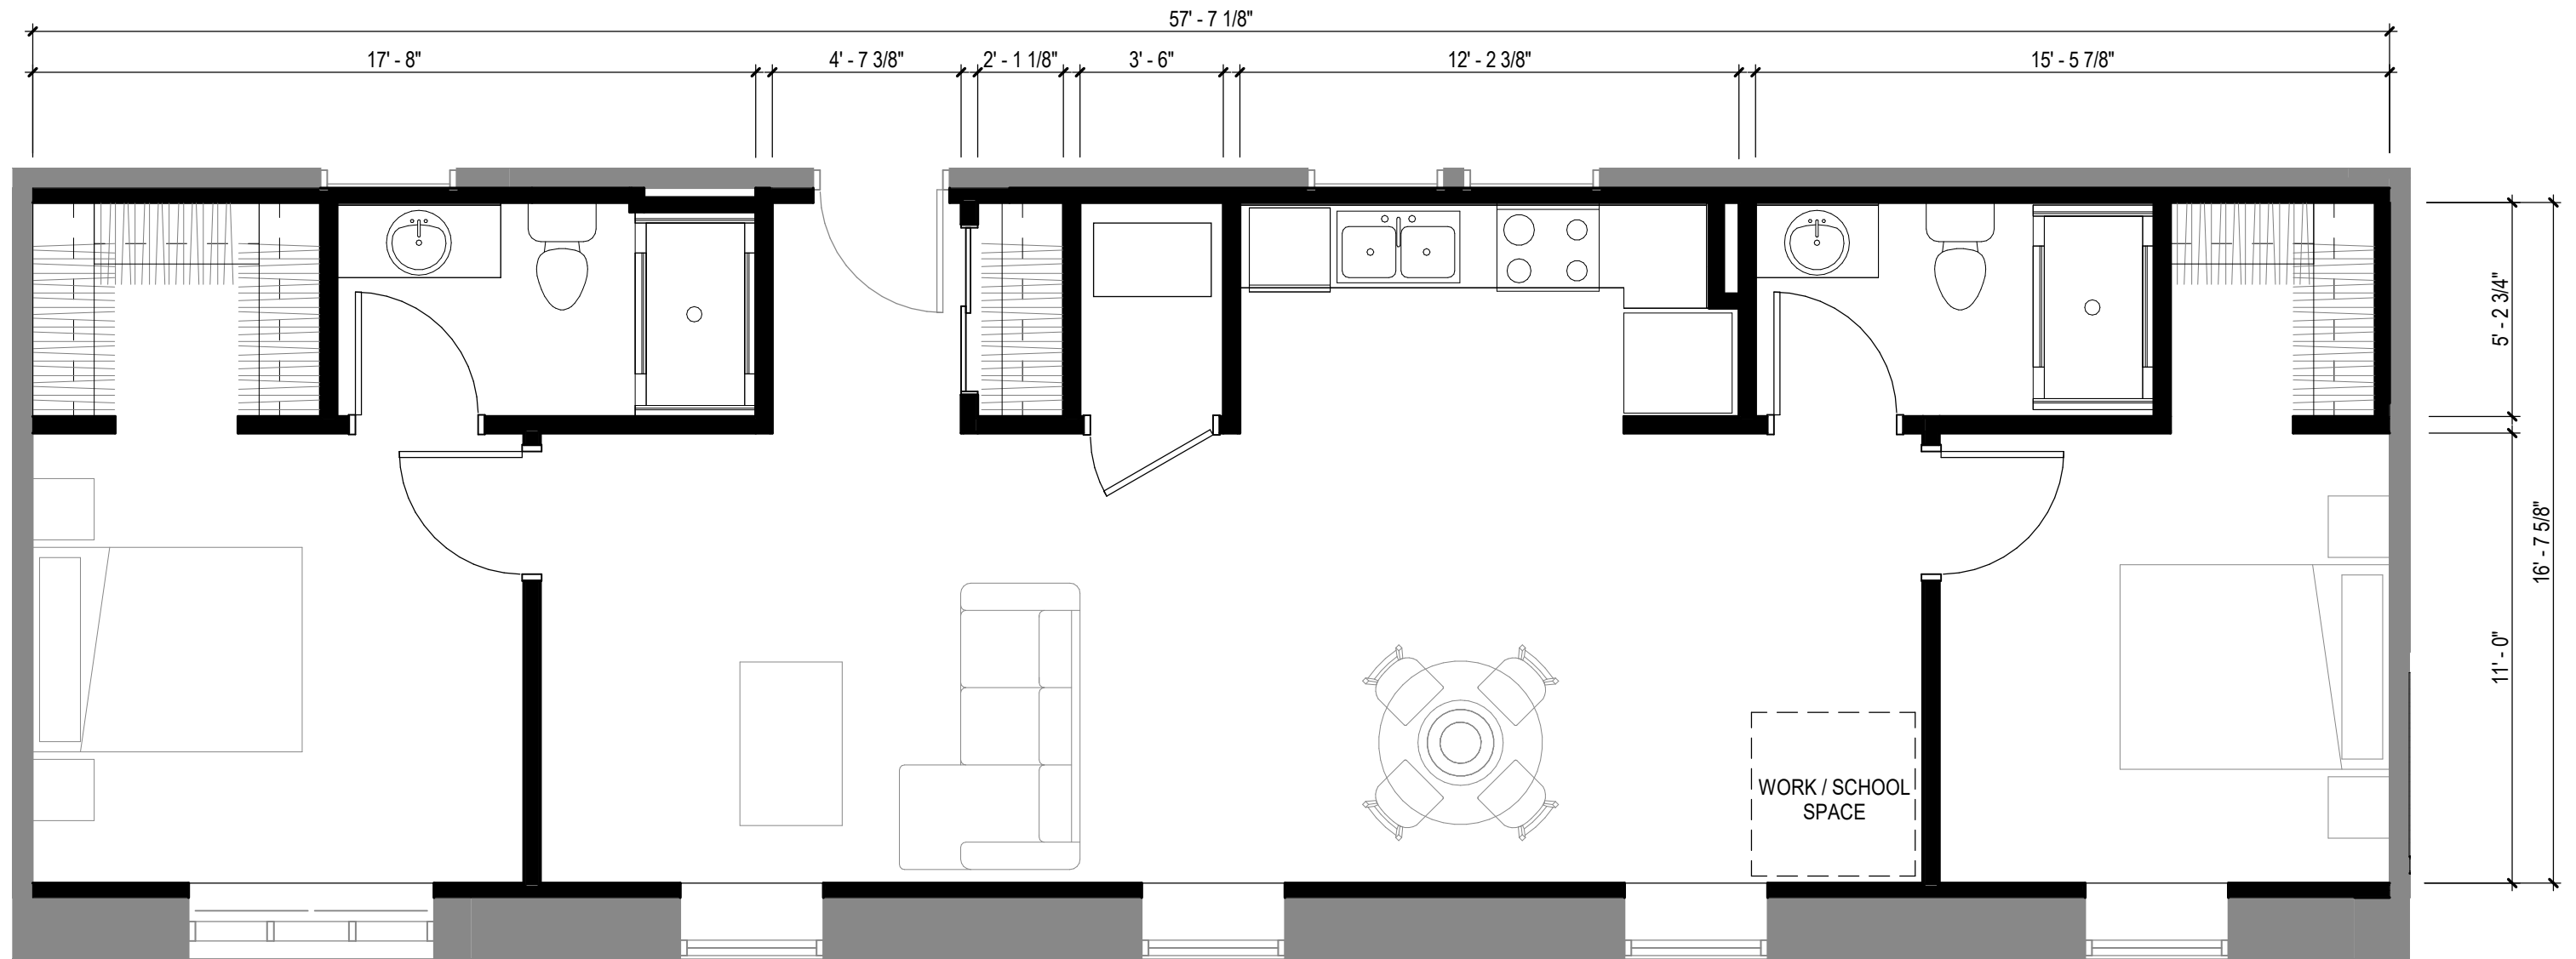 57' - 7 1/8"
17' - 8"
4' - 7 3/8"
2' - 1 1/8"
3' - 6"
12' - 2 3/8"
15' - 5 7/8"
5' - 2 3/4"
16' - 7 5/8"
11' - 0"
WORK / SCHOOL
SPACE